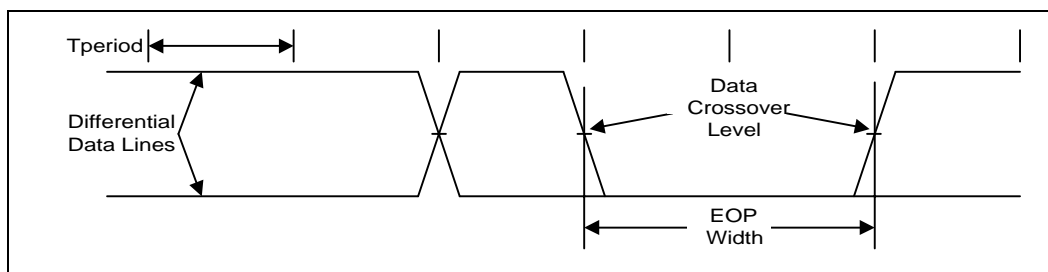 Tperiod
Differential
Data Lines
Data
Crossover
Level
EOP
Width